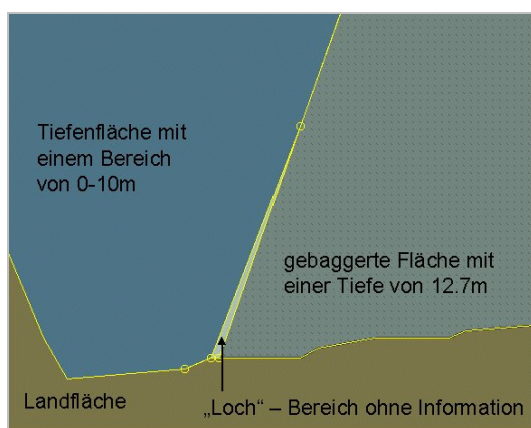 Tiefenfläche mit
einem Bereich
von 0-10m
gebaggerte Fläche mit
einer Tiefe von 12.7m
Landfläche
„Loch“ – Bereich ohne Information